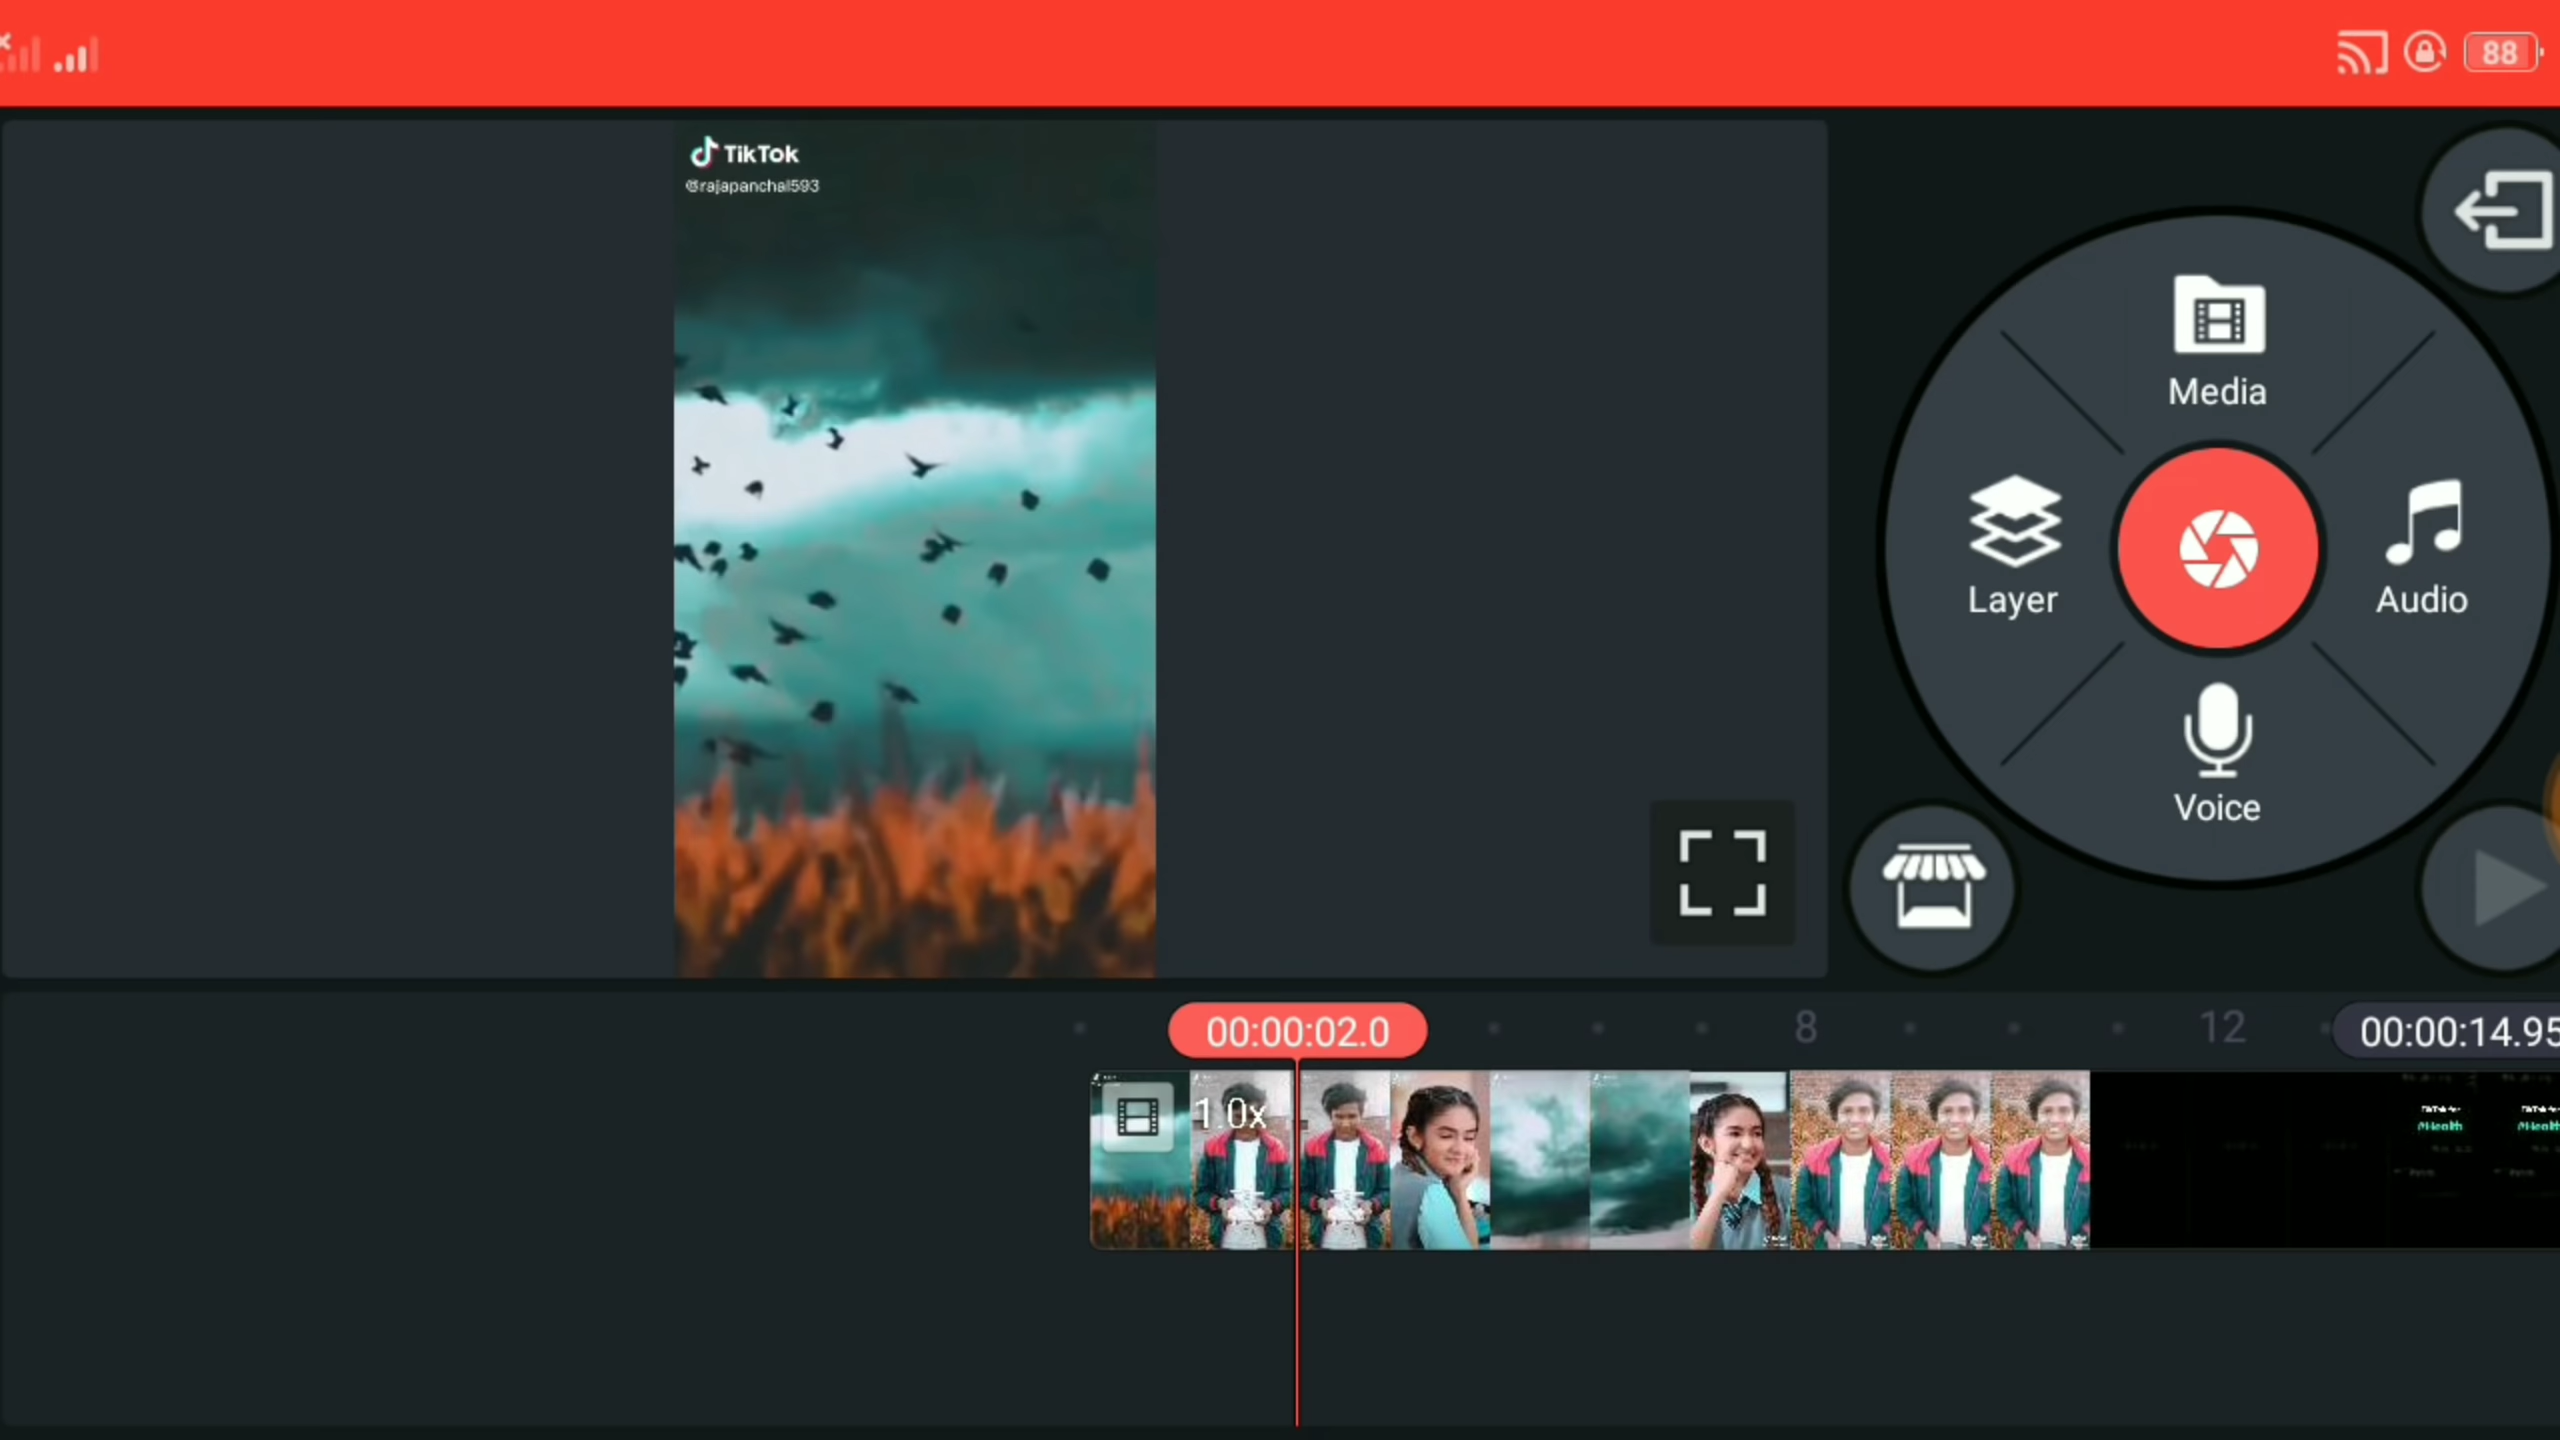 88
TikTok
@rajapanchal593
Media
Layer
Audio
Voice
00:00:02.0
8
12
00:00:14.95
1.0x